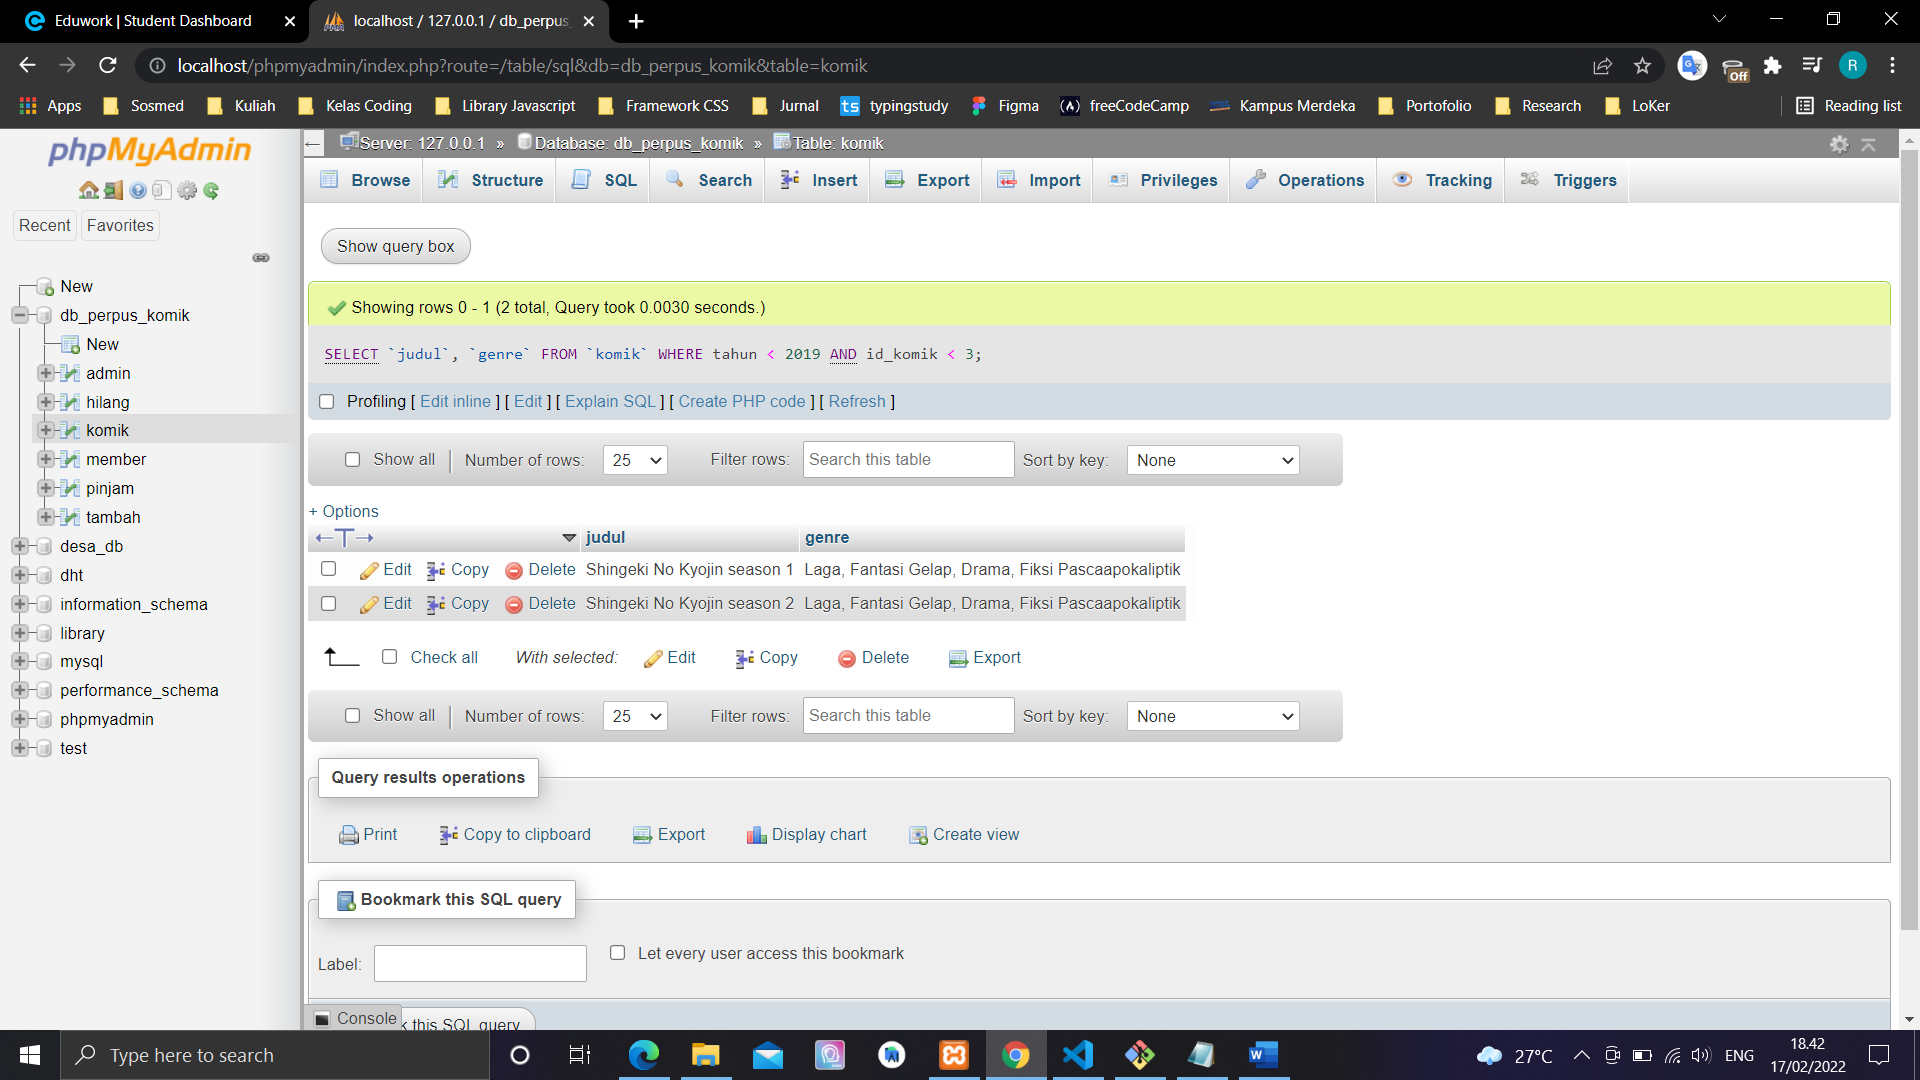 Eduwork | Student Dashboard
localhost / 127.0.0.1 / db_perpus
localhost/phpmyadmin/index.php?route=/table/sql&db=db_perpus_komik&table=komik
Off
R
Apps Sosmed Kuliah Kelas Coding Library Javascript Framework CSS Jurnal ts typingstudy Figma freeCodeCamp Kampus Merdeka Portofolio Research LoKer Reading list
phpMyAdmin
Recent Favorites
New
db_perpus_komik
New
admin
hilang
komik
member
pinjam
tambah
desa_db
dht
information_schema
library
mysql
performance_schema
phpmyadmin
test
Server: 127.0.0.1 » Database: db_perpus_komik » Table: komik
Browse Structure SQL Search Insert Export Import Privileges Operations Tracking Triggers
Show query box
Showing rows 0 - 1 (2 total, Query took 0.0030 seconds.)
SELECT `judul`, `genre` FROM `komik` WHERE tahun < 2019 AND id_komik < 3;
Profiling [ Edit inline ] [ Edit ] [ Explain SQL ] [ Create PHP code ] [ Refresh ]
Show all | Number of rows: 25 Filter rows: Search this table Sort by key: None
+ Options
←T→ judul genre
Edit Copy Delete Shingeki No Kyojin season 1 Laga, Fantasi Gelap, Drama, Fiksi Pascaapokaliptik
Edit Copy Delete Shingeki No Kyojin season 2 Laga, Fantasi Gelap, Drama, Fiksi Pascaapokaliptik
Check all With selected: Edit Copy Delete Export
Show all | Number of rows: 25 Filter rows: Search this table Sort by key: None
Query results operations
Print Copy to clipboard Export Display chart Create view
Bookmark this SQL query
Label: Let every user access this bookmark
Console k this SQL query
Type here to search
27°C ENG
18.42
17/02/2022